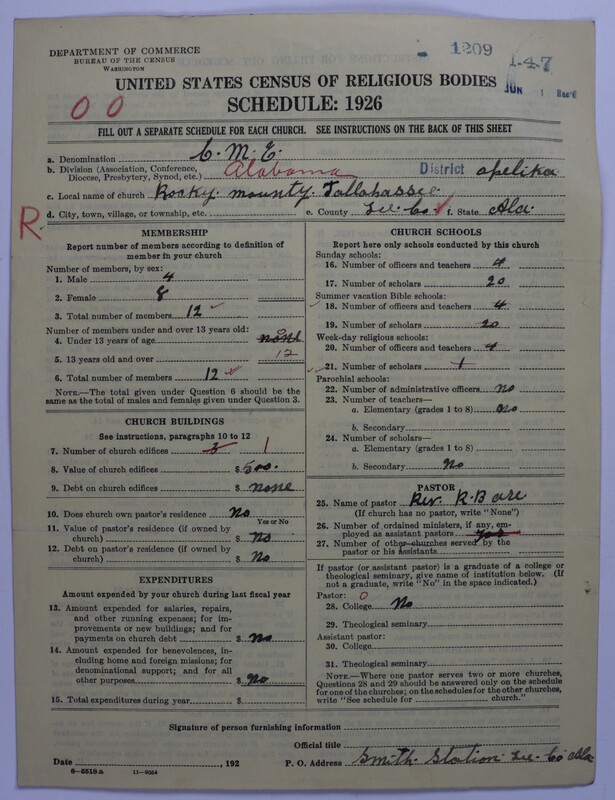 DEPARTMENT OF COMMERCE
BUREAU OF THE CENSUS
WASHINGTON
1209
1-4-7
JUN 1 Rec'd
UNITED STATES CENSUS OF RELIGIOUS BODIES
SCHEDULE: 1926
0 0
FILL OUT A SEPARATE SCHEDULE FOR EACH CHURCH. SEE INSTRUCTIONS ON THE BACK OF THIS SHEET
a. Denomination C. M. E.
b. Division (Association, Conference, Diocese, Presbytery, Synod, etc.) Alabama District opelika
c. Local name of church Rocky mounty Tallahassee
d. City, town, village, or township, etc. e. County Lee Co f. State Ala.
R.
MEMBERSHIP
Report number of members according to definition of
member in your church
Number of members, by sex:
1. Male 4
2. Female 8
3. Total number of members 12
Number of members under and over 13 years old:
4. Under 13 years of age none 0
5. 13 years old and over 12
6. Total number of members 12
NOTE.—The total given under Question 6 should be
same as the total of males and females given under Question 3.
CHURCH BUILDINGS
See instructions, paragraphs 10 to 12
7. Number of church edifices 1
8. Value of church edifices $ 500.
9. Debt on church edifices $ none
10. Does church own pastor's residence No
Yes or No
11. Value of pastor's residence (if owned by
church) $ No
12. Debt on pastor's residence (if owned by
church) $ No
EXPENDITURES
Amount expended by your church during last fiscal year
13. Amount expended for salaries, repairs,
and other running expenses; for im-
provements or new buildings; and for
payments on church debt $ No
14. Amount expended for benevolences, in-
cluding home and foreign missions; for
denominational support; and for all
other purposes $ No
15. Total expenditures during year $
CHURCH SCHOOLS
Report here only schools conducted by this church
Sunday schools:
16. Number of officers and teachers 4
17. Number of scholars 20
Summer vacation Bible schools:
18. Number of officers and teachers 4
19. Number of scholars 20
Week-day religious schools:
20. Number of officers and teachers 4
21. Number of scholars 1
Parochial schools:
22. Number of administrative officers No
23. Number of teachers—
a. Elementary (grades 1 to 8) No
b. Secondary
24. Number of scholars—
a. Elementary (grades 1 to 8)
b. Secondary No
PASTOR
25. Name of pastor Rev. R. B
(If church has no pastor, write "None")
26. Number of ordained ministers, if any, em-
ployed as assistant pastors
27. Number of other churches served by the
pastor or his assistants
If pastor (or assistant pastor) is a graduate of a college or
theological seminary, give name of institution below. (If
not a graduate, write "No" in the space indicated.)
Pastor: 0
28. College No
29. Theological seminary
Assistant pastor:
30. College
31. Theological seminary
NOTE.—Where one pastor serves two or more churches,
Questions 28 and 29 should be answered only on the schedule
for one of the churches; on the schedules for the other churches,
write "See schedule for church."
Signature of person furnishing information
Official title
Date , 192 P. O. Address Smith Station Lee Co Ala
8—5518 a 11—9054